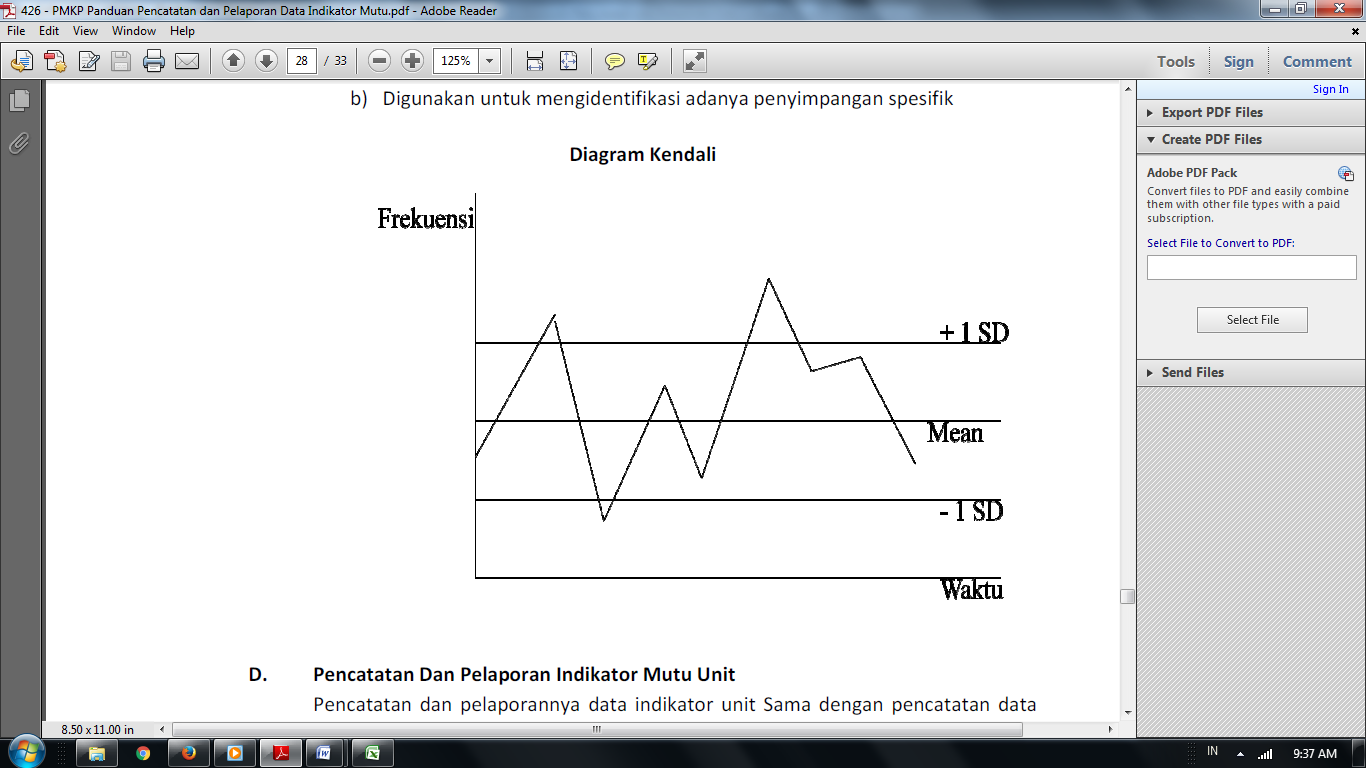 426 - PMKP Panduan Pencatatan dan Pelaporan Data Indikator Mutu.pdf - Adobe Reader
File Edit View Window Help
28 / 33 125% Tools Sign Comment
Sign In
Export PDF Files
Create PDF Files
Adobe PDF Pack
Convert files to PDF and easily combine
them with other file types with a paid
subscription.
Select File to Convert to PDF:
Select File
Send Files
b) Digunakan untuk mengidentifikasi adanya penyimpangan spesifik
Diagram Kendali
Frekuensi
+ 1 SD
Mean
- 1 SD
Waktu
D. Pencatatan Dan Pelaporan Indikator Mutu Unit
Pencatatan dan pelaporannya data indikator unit Sama dengan pencatatan data
8.50 x 11.00 in
IN 9:37 AM